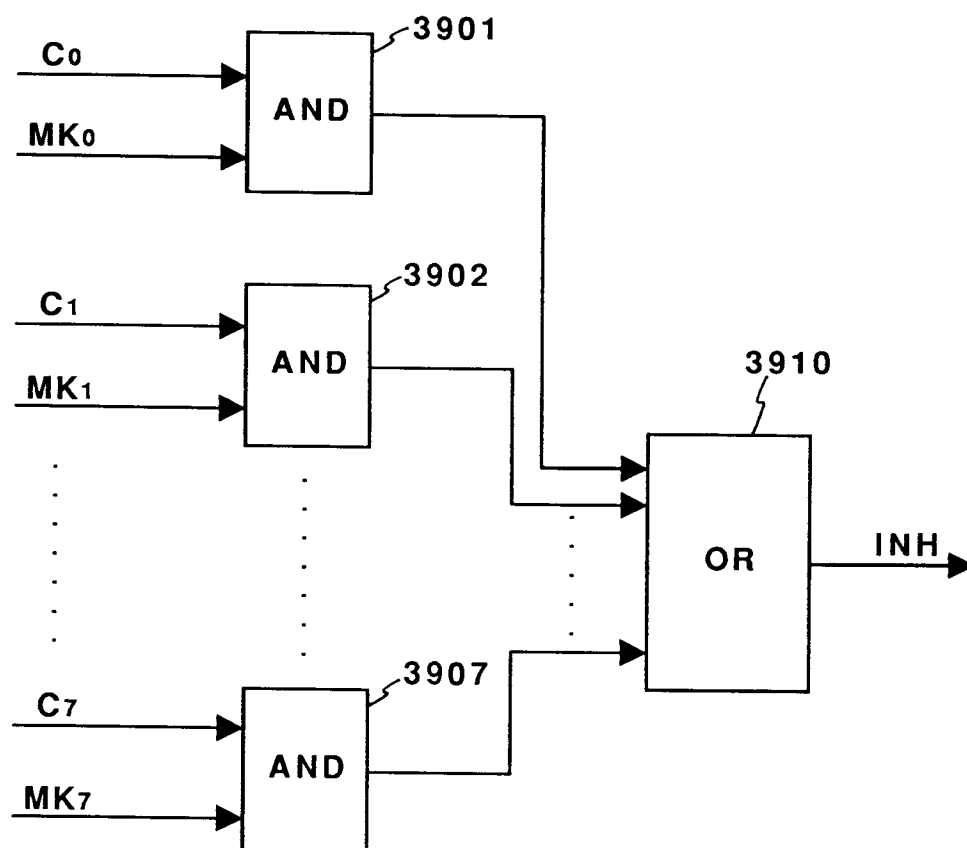 3901
C0
AND
MK0
3902
C1
AND
MK1
3910
INH
OR
3907
C7
AND
MK7